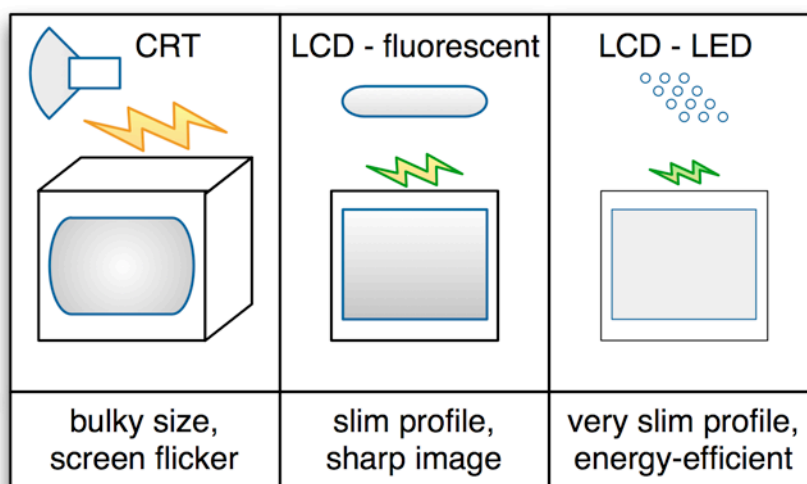 CRT
LCD - fluorescent
LCD - LED
bulky size,
screen flicker
slim profile,
sharp image
very slim profile,
energy-efficient